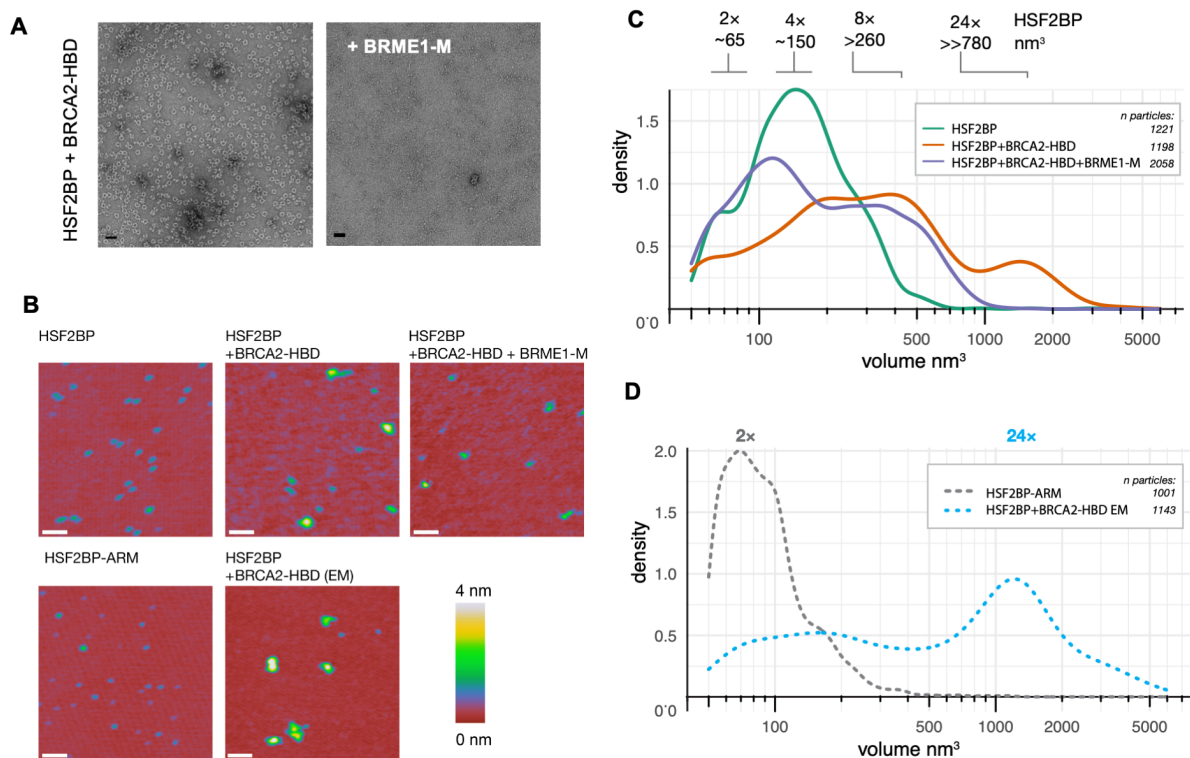 A
HSF2BP + BRCA2-HBD
+ BRME1-M
B
HSF2BP
HSF2BP
+BRCA2-HBD
HSF2BP
+BRCA2-HBD + BRME1-M
HSF2BP-ARM
HSF2BP
+BRCA2-HBD (EM)
4 nm
0 nm
C
2× 4× 8× 24× HSF2BP
~65 ~150 >260 >>780 nm³
density
1.5
1.0
0.5
0.0
n particles:
HSF2BP 1221
HSF2BP+BRCA2-HBD 1198
HSF2BP+BRCA2-HBD+BRME1-M 2058
100 500 1000 2000 5000
volume nm³
D
2× 24×
density
2.0
1.5
1.0
0.5
0.0
n particles:
HSF2BP-ARM 1001
HSF2BP+BRCA2-HBD EM 1143
100 500 1000 5000
volume nm³